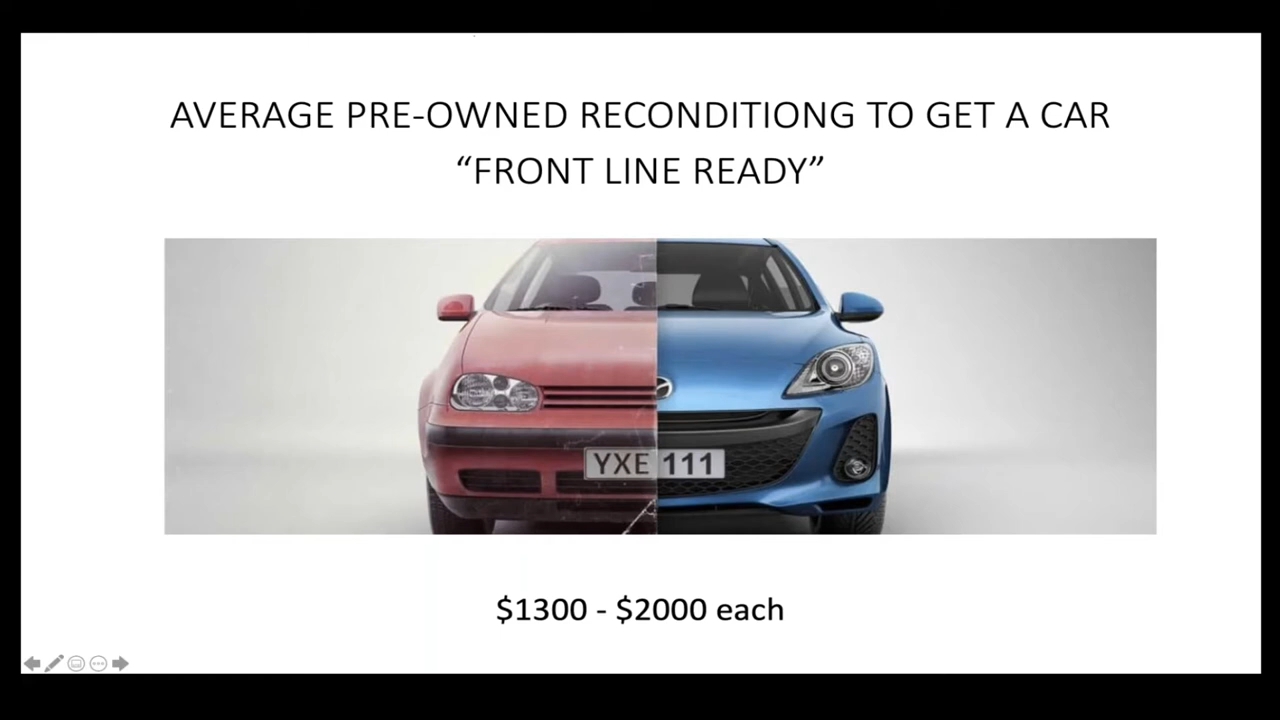 AVERAGE PRE-OWNED RECONDITIONG TO GET A CAR
“FRONT LINE READY”
YXE 111
$1300 - $2000 each